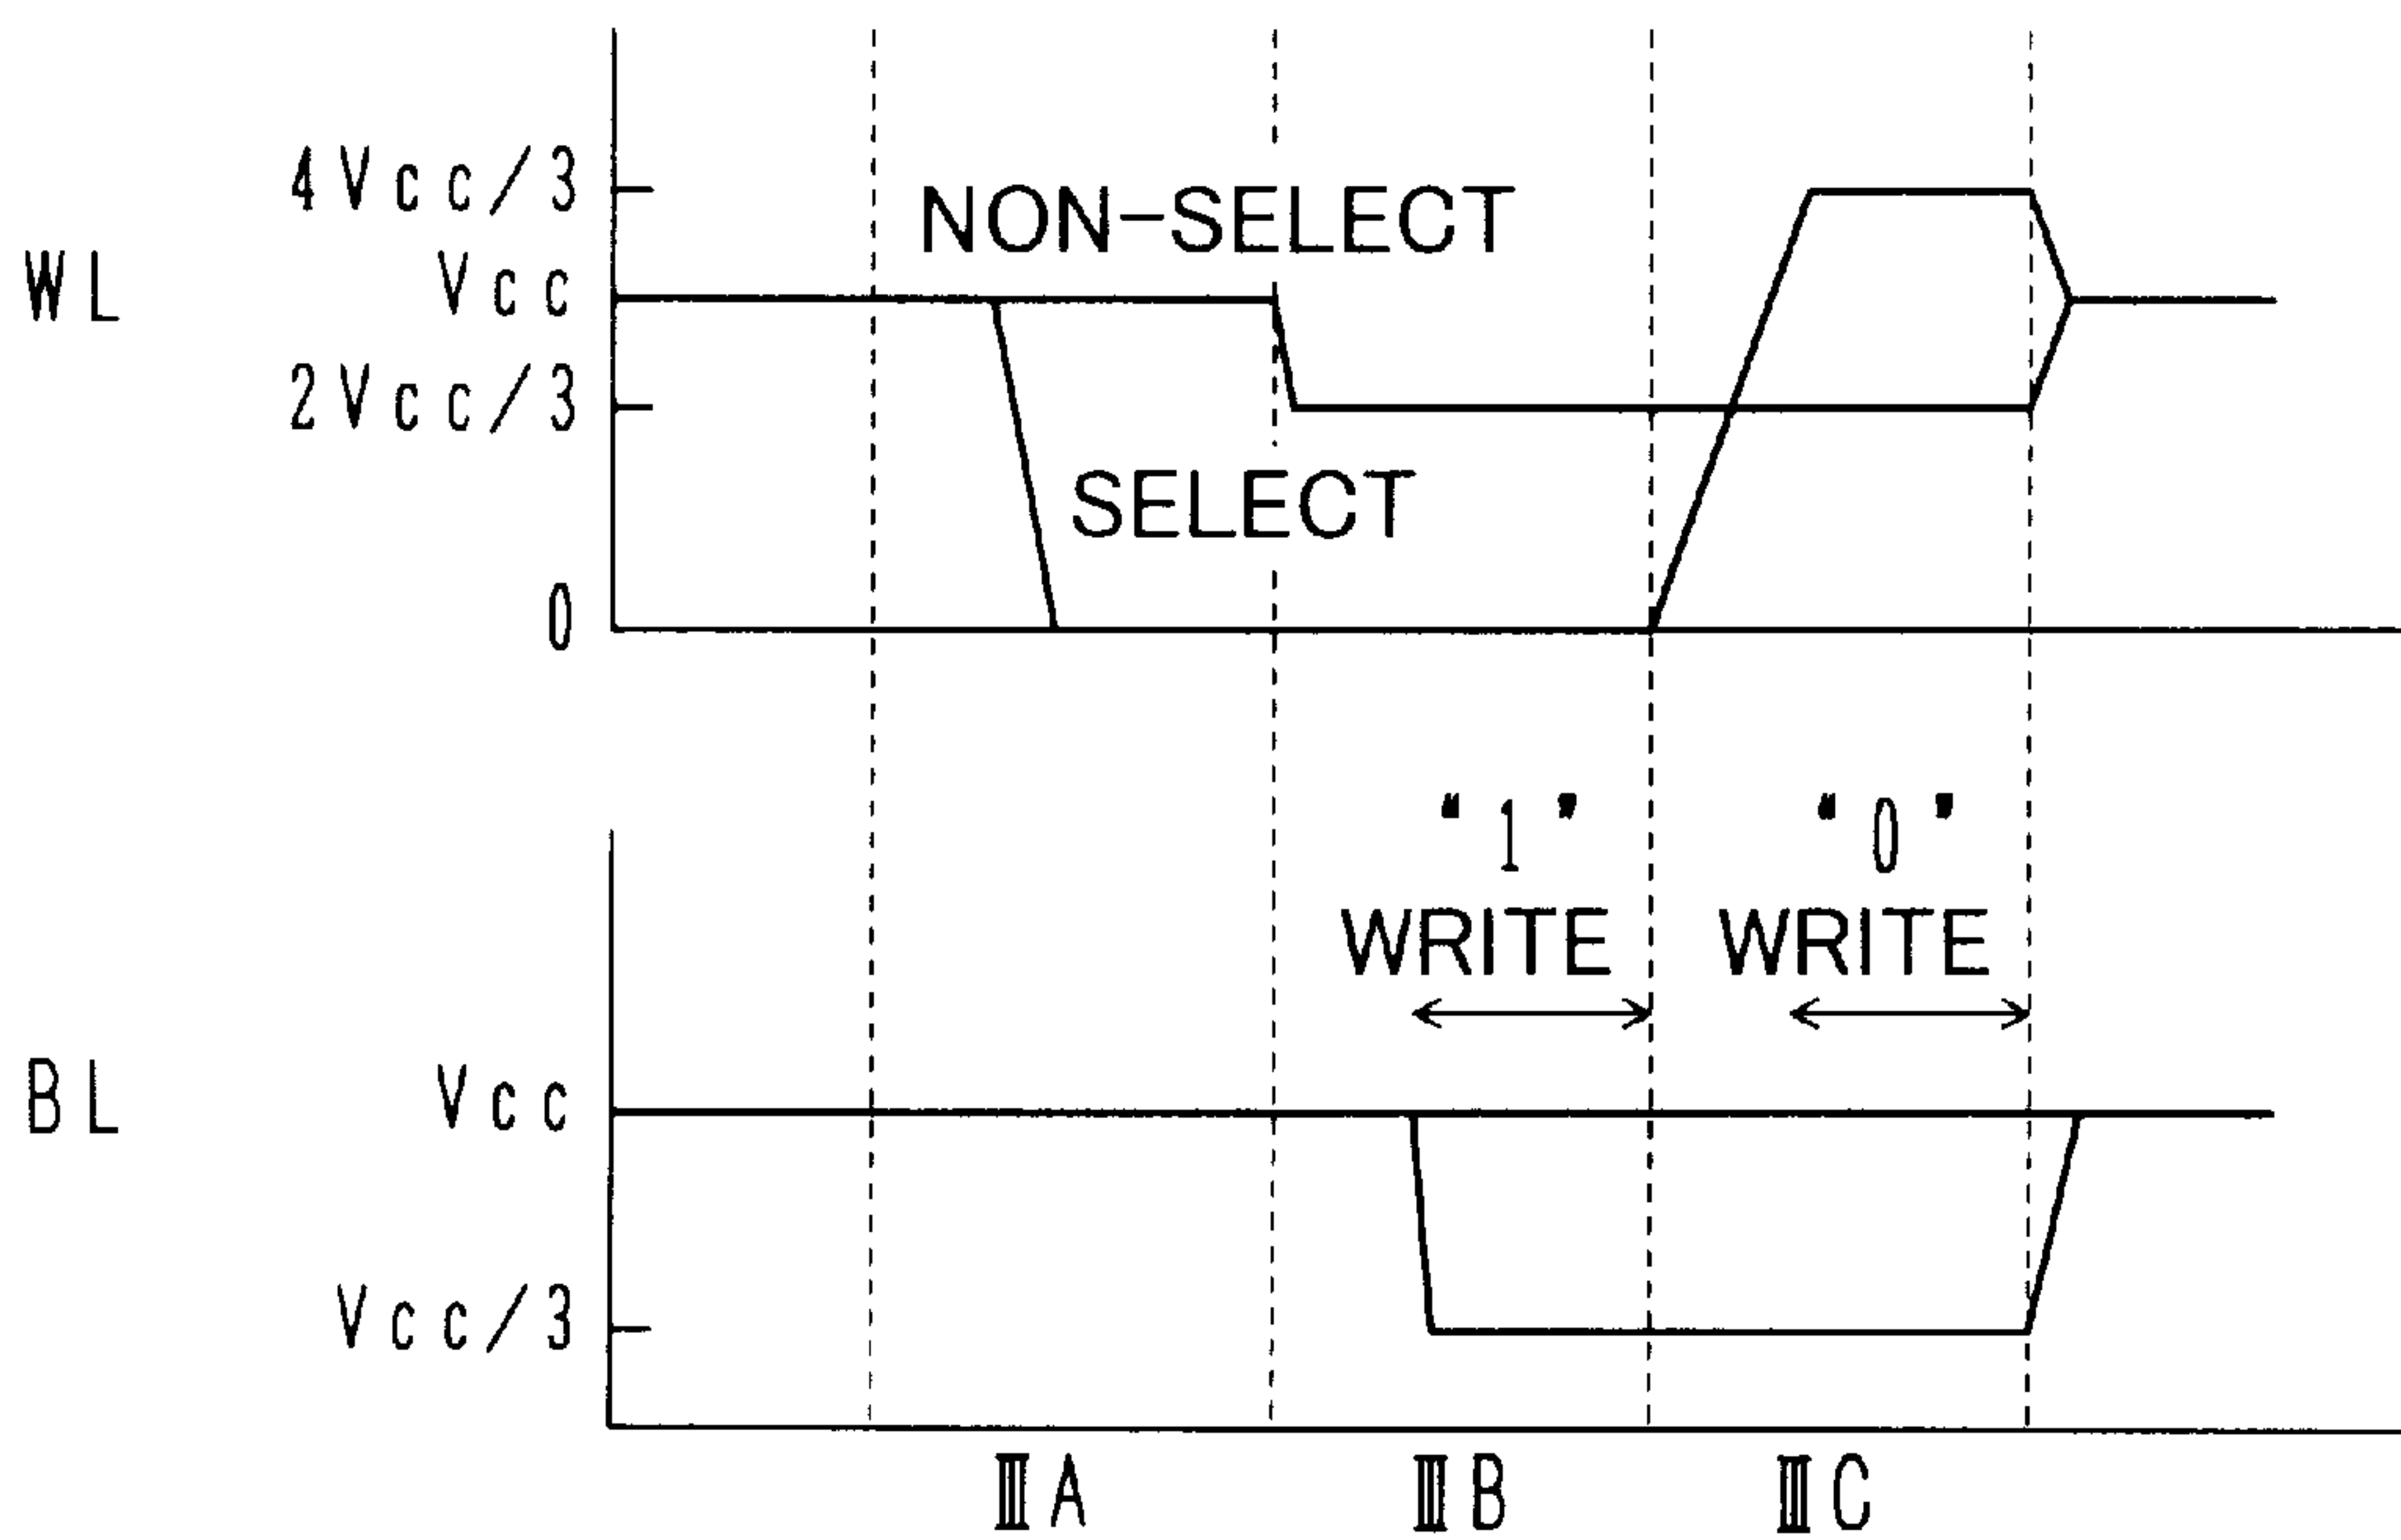 4Vcc/3
NON-SELECT
WL
Vcc
2Vcc/3
SELECT
0
“1”
WRITE
“0”
WRITE
BL
Vcc
Vcc/3
ⅢA
ⅢB
ⅢC